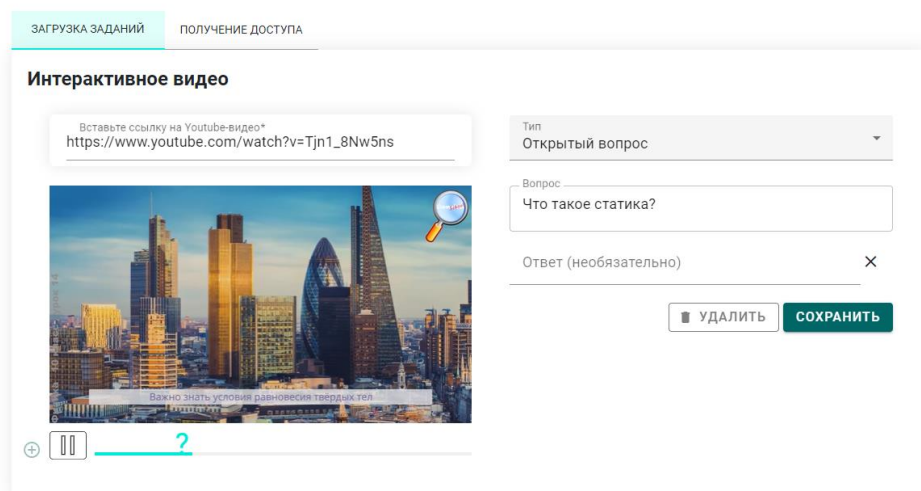 ЗАГРУЗКА ЗАДАНИЙ
ПОЛУЧЕНИЕ ДОСТУПА
Интерактивное видео
Вставьте ссылку на Youtube-видео*
https://www.youtube.com/watch?v=Tjn1_8Nw5ns
Важно знать условия равновесия твердых тел
?
Тип
Открытый вопрос
Вопрос
Что такое статика?
Ответ (необязательно)
УДАЛИТЬ
СОХРАНИТЬ